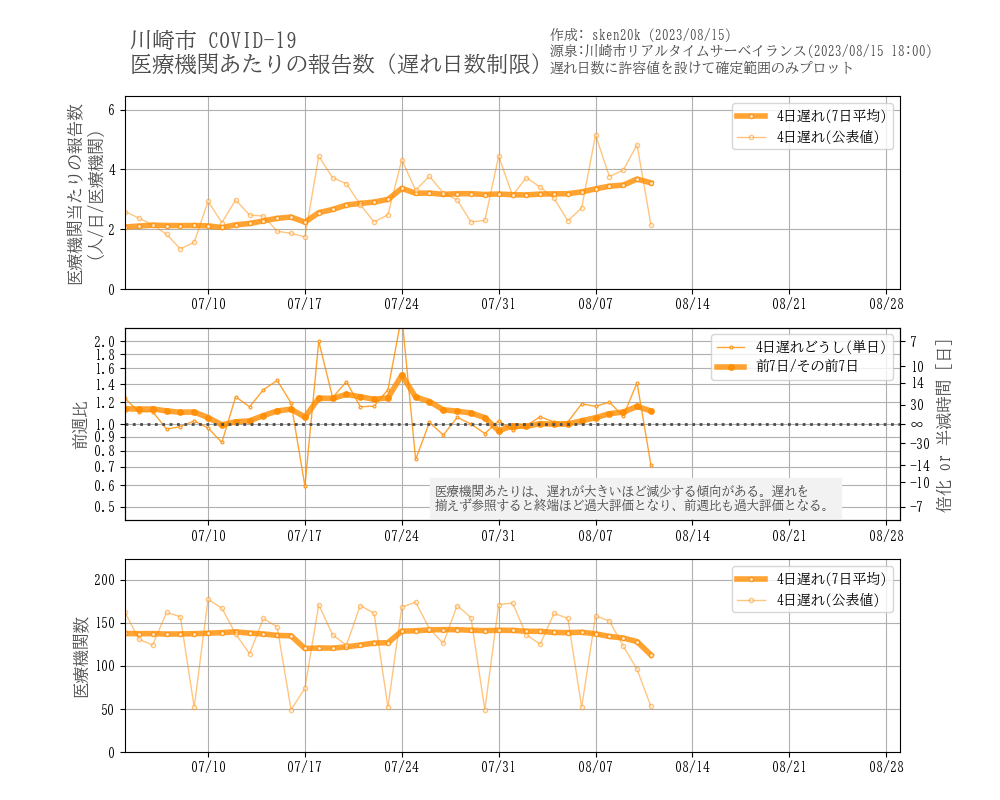 川崎市 COVID-19
医療機関あたりの報告数（遅れ日数制限）
作成: sken20k (2023/08/15)
源泉:川崎市リアルタイムサーベイランス(2023/08/15 18:00)
遅れ日数に許容値を設けて確定範囲のみプロット
医療機関当たりの報告数
(人/日/医療機関)
6
4
2
0
4日遅れ(7日平均)
4日遅れ(公表値)
07/10 07/17 07/24 07/31 08/07 08/14 08/21 08/28
前週比
2.0
1.8
1.6
1.4
1.2
1.0
0.9
0.8
0.7
0.6
0.5
4日遅れどうし(単日)
前7日/その前7日
7
10
14
30
∞
-30
-14
-10
-7
倍化 or 半減時間 [日]
医療機関あたりは、遅れが大きいほど減少する傾向がある。遅れを
揃えず参照すると終端ほど過大評価となり、前週比も過大評価となる。
07/10 07/17 07/24 07/31 08/07 08/14 08/21 08/28
医療機関数
200
150
100
50
0
4日遅れ(7日平均)
4日遅れ(公表値)
07/10 07/17 07/24 07/31 08/07 08/14 08/21 08/28